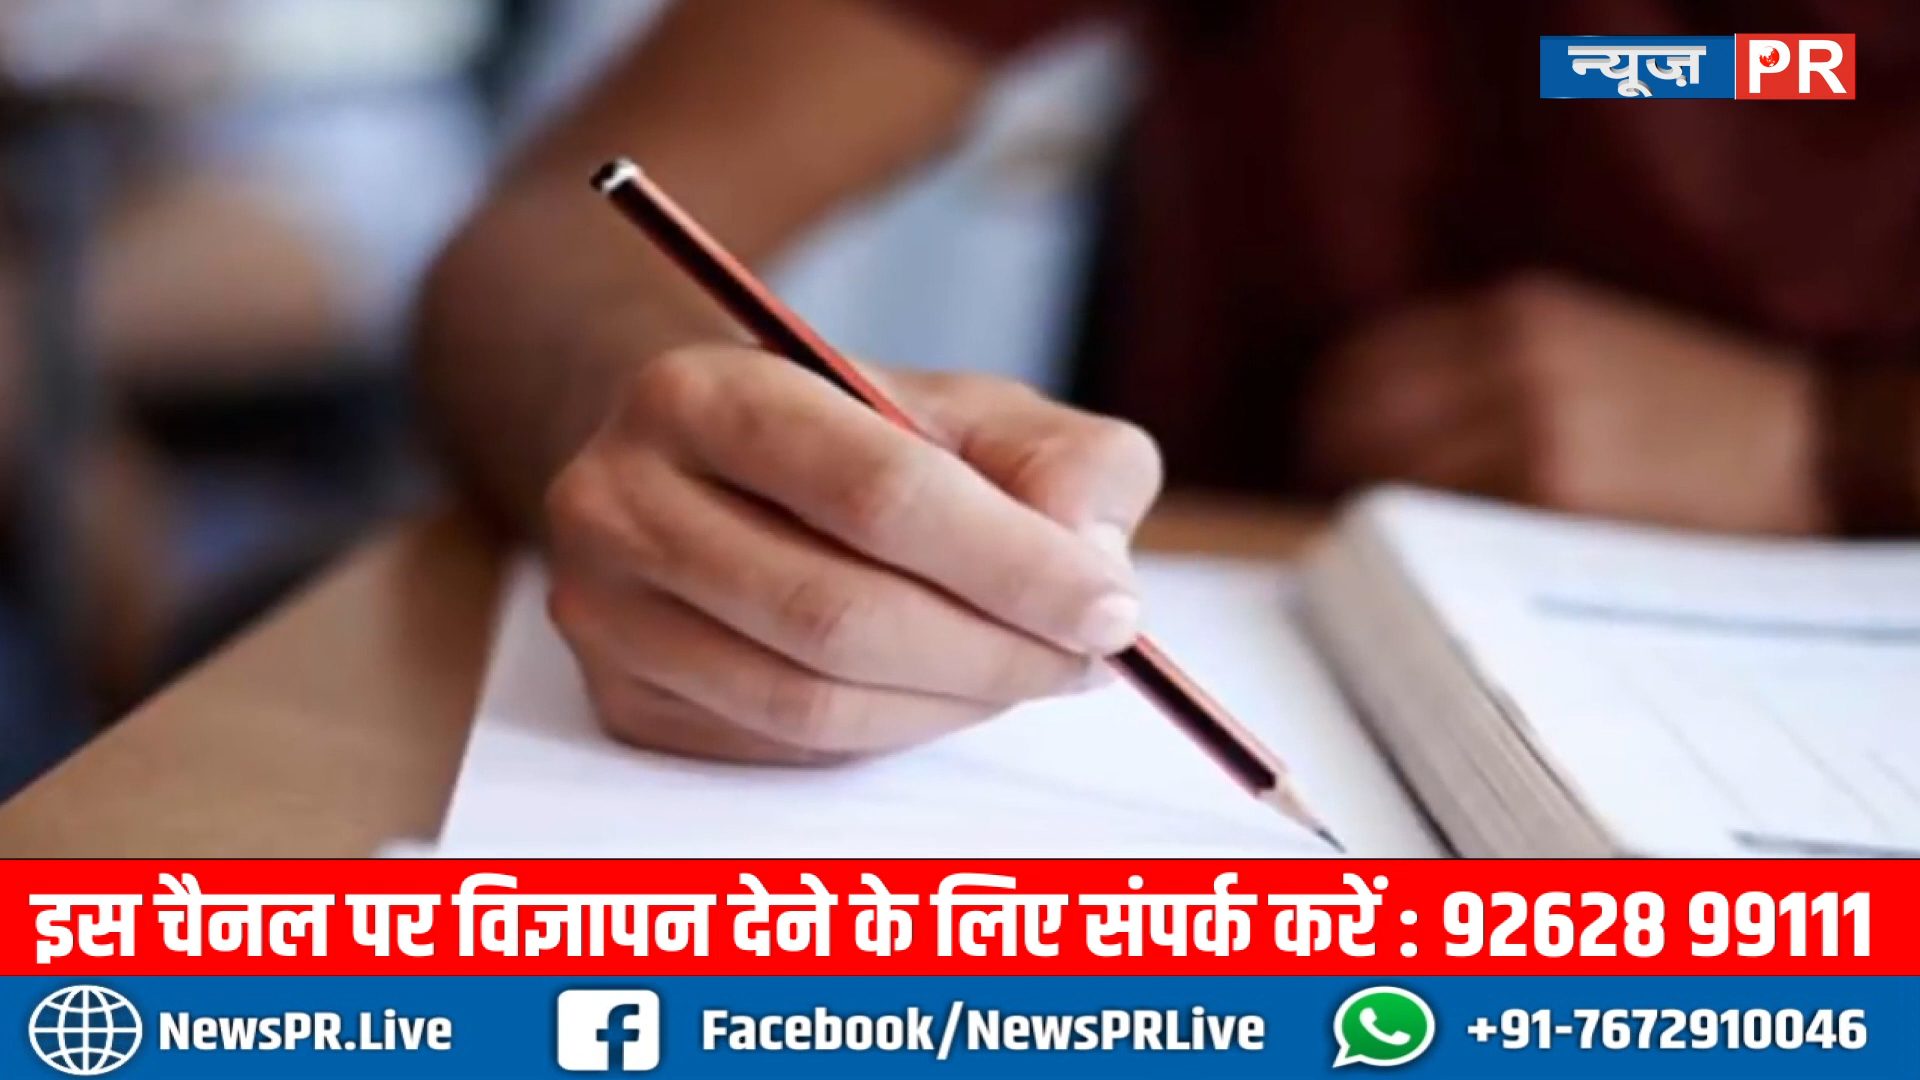 न्यूज़ PR
इस चैनल पर विज्ञापन देने के लिए संपर्क करें : 92628 99111
NewsPR.Live Facebook/NewsPRLive +91-7672910046